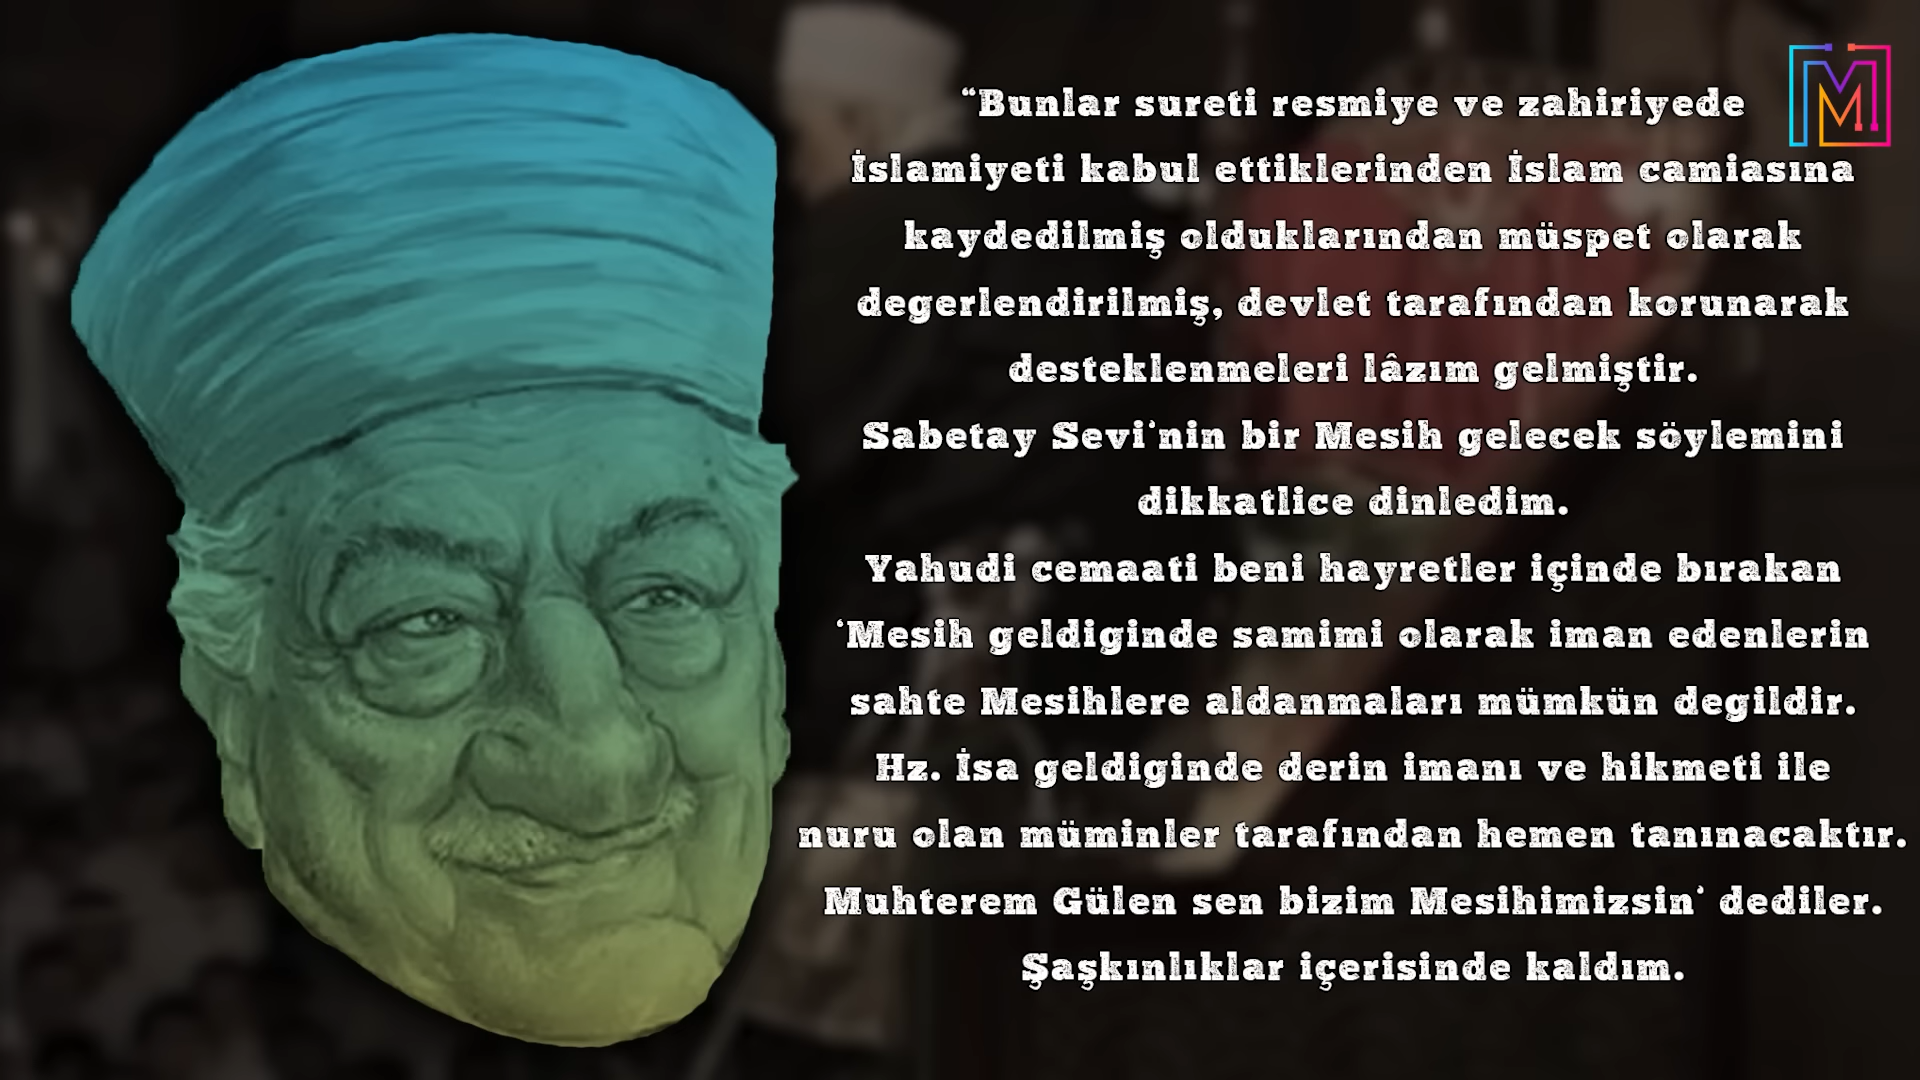 “Bunlar sureti resmiye ve zahiriyede
İslamiyeti kabul ettiklerinden İslam camiasına
kaydedilmiş olduklarından müspet olarak
degerlendirilmiş, devlet tarafından korunarak
desteklenmeleri lâzım gelmiştir.
Sabetay Sevi'nin bir Mesih gelecek söylemini
dikkatlice dinledim.
Yahudi cemaati beni hayretler içinde bırakan
‘Mesih geldiginde samimi olarak iman edenlerin
sahte Mesihlere aldanmaları mümkün degildir.
Hz. İsa geldiginde derin imanı ve hikmeti ile
nuru olan müminler tarafından hemen tanınacaktır.
Muhterem Gülen sen bizim Mesihimizsin’ dediler.
Şaşkınlıklar içerisinde kaldım.
M